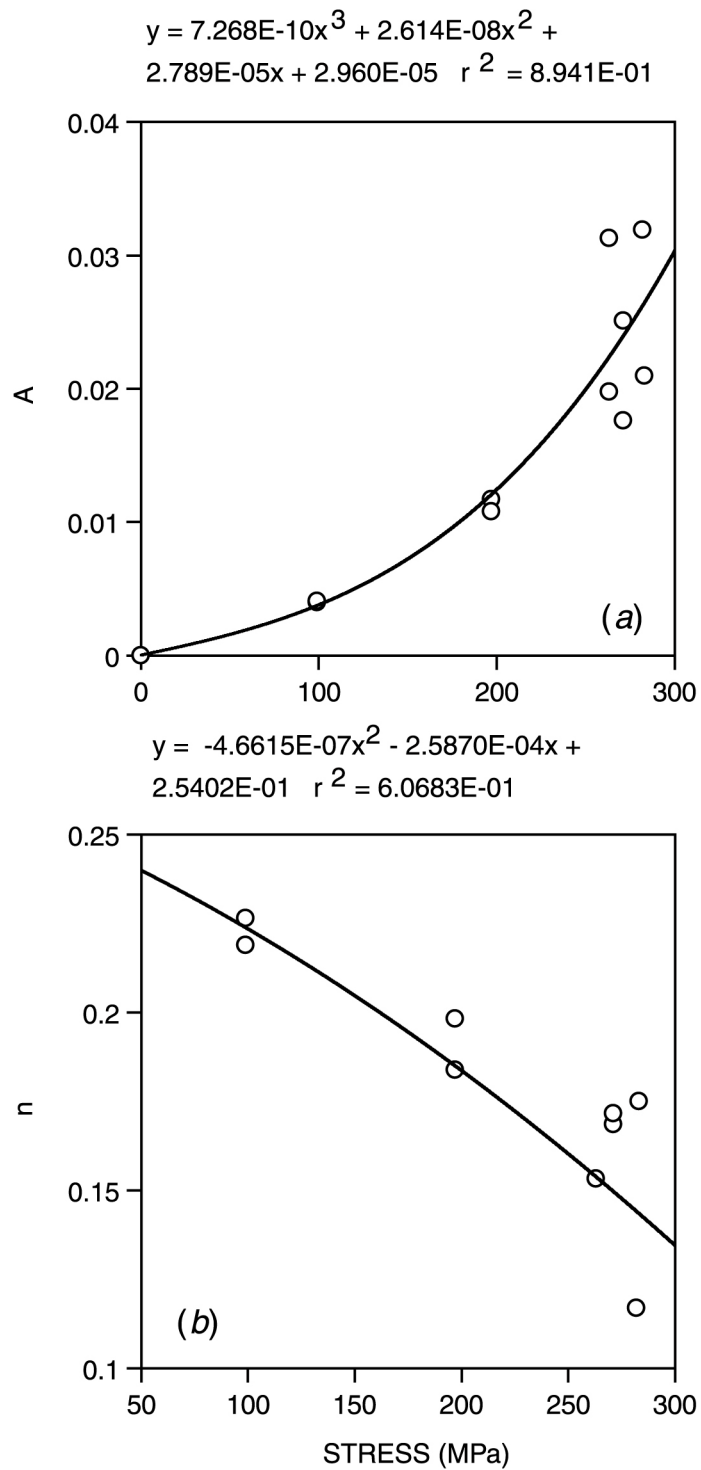 y = 7.268E-10x3 + 2.614E-08x2 +
2.789E-05x + 2.960E-05 r 2 = 8.941E-01
0.04
0.03
A
0.02
0.01
(a)
0
0 100 200 300
y = -4.6615E-07x2 - 2.5870E-04x +
2.5402E-01 r 2 = 6.0683E-01
0.25
0.2
n
0.15
(b)
0.1
50 100 150 200 250 300
STRESS (MPa)